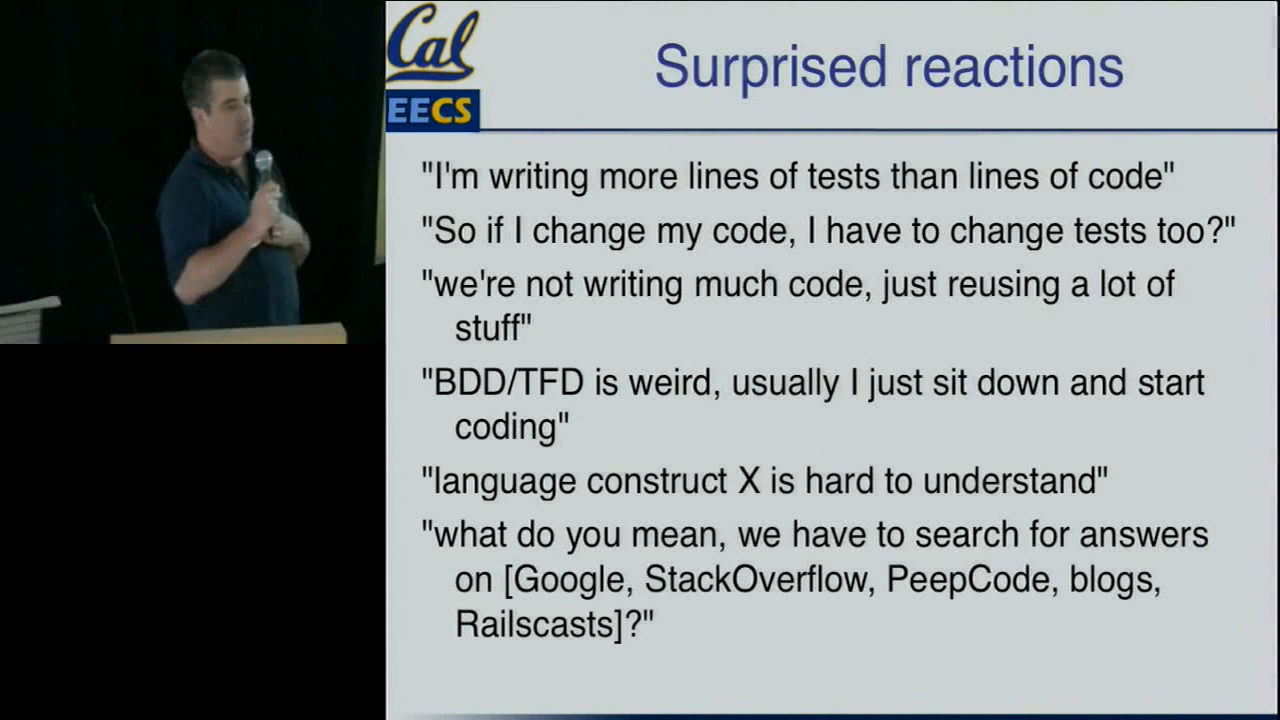 Cal
EECS
Surprised reactions
"I'm writing more lines of tests than lines of code"
"So if I change my code, I have to change tests too?"
"we're not writing much code, just reusing a lot of
stuff"
"BDD/TFD is weird, usually I just sit down and start
coding"
"language construct X is hard to understand"
"what do you mean, we have to search for answers
on [Google, StackOverflow, PeepCode, blogs,
Railscasts]?"